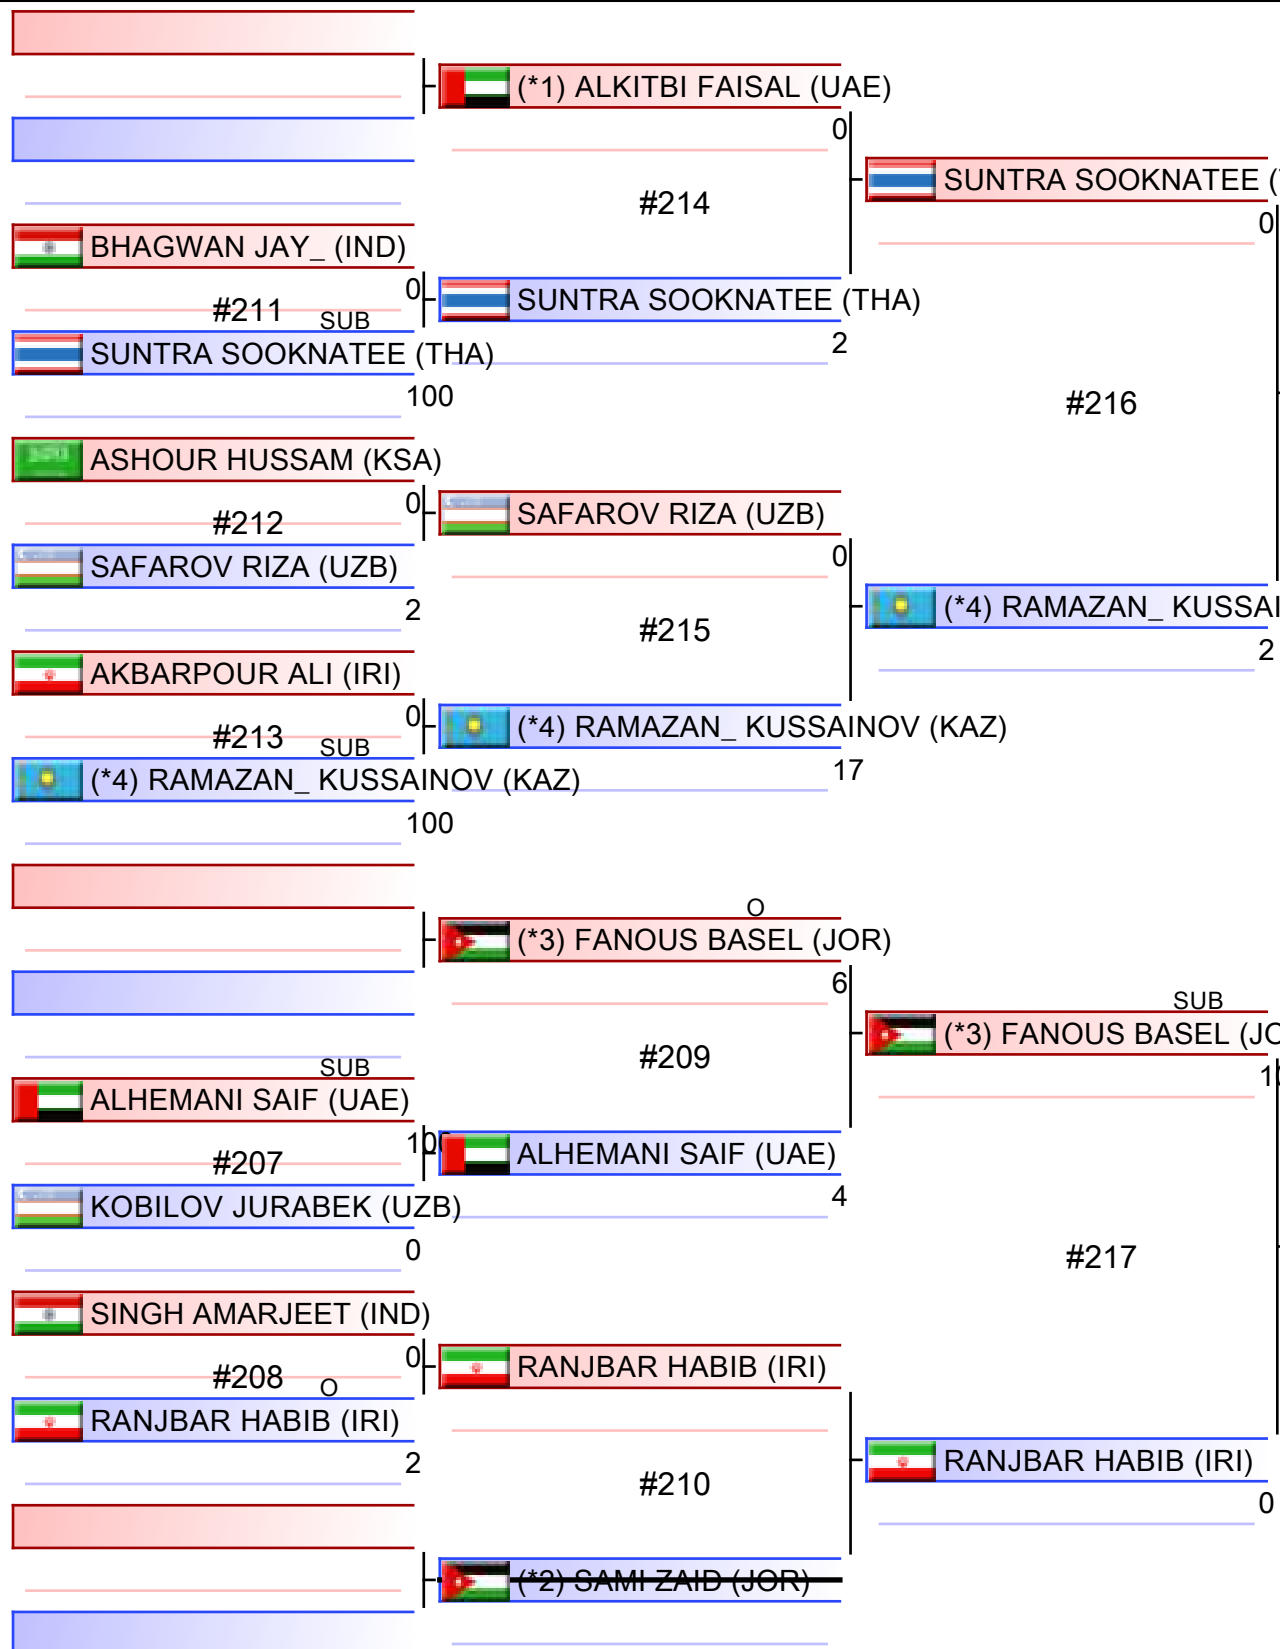 (*1) ALKITBI FAISAL (UAE)
0
SUNTRA SOOKNATEE (
0
#214
BHAGWAN JAY_ (IND)
0
#211
SUB
SUNTRA SOOKNATEE (THA)
2
SUNTRA SOOKNATEE (THA)
100
#216
ASHOUR HUSSAM (KSA)
0
#212
SAFAROV RIZA (UZB)
0
SAFAROV RIZA (UZB)
2
#215
(*4) RAMAZAN_ KUSSAI
2
AKBARPOUR ALI (IRI)
0
#213
SUB
(*4) RAMAZAN_ KUSSAINOV (KAZ)
17
(*4) RAMAZAN_ KUSSAINOV (KAZ)
100
O
(*3) FANOUS BASEL (JOR)
6
SUB
(*3) FANOUS BASEL (JO
10
#209
SUB
ALHEMANI SAIF (UAE)
100
#207
ALHEMANI SAIF (UAE)
4
KOBILOV JURABEK (UZB)
0
#217
SINGH AMARJEET (IND)
0
#208
O
RANJBAR HABIB (IRI)
RANJBAR HABIB (IRI)
2
#210
RANJBAR HABIB (IRI)
0
(*2) SAMI ZAID (JOR)